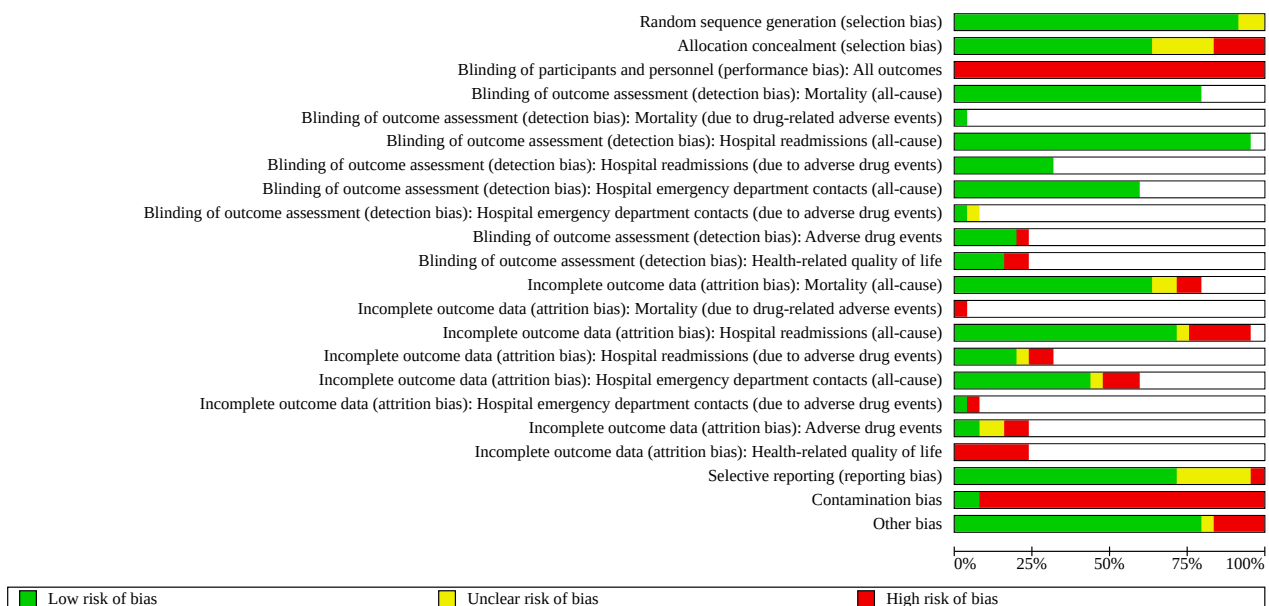 Random sequence generation (selection bias)
Allocation concealment (selection bias)
Blinding of participants and personnel (performance bias): All outcomes
Blinding of outcome assessment (detection bias): Mortality (all-cause)
Blinding of outcome assessment (detection bias): Mortality (due to drug-related adverse events)
Blinding of outcome assessment (detection bias): Hospital readmissions (all-cause)
Blinding of outcome assessment (detection bias): Hospital readmissions (due to adverse drug events)
Blinding of outcome assessment (detection bias): Hospital emergency department contacts (all-cause)
Blinding of outcome assessment (detection bias): Hospital emergency department contacts (due to adverse drug events)
Blinding of outcome assessment (detection bias): Adverse drug events
Blinding of outcome assessment (detection bias): Health-related quality of life
Incomplete outcome data (attrition bias): Mortality (all-cause)
Incomplete outcome data (attrition bias): Mortality (due to drug-related adverse events)
Incomplete outcome data (attrition bias): Hospital readmissions (all-cause)
Incomplete outcome data (attrition bias): Hospital readmissions (due to adverse drug events)
Incomplete outcome data (attrition bias): Hospital emergency department contacts (all-cause)
Incomplete outcome data (attrition bias): Hospital emergency department contacts (due to adverse drug events)
Incomplete outcome data (attrition bias): Adverse drug events
Incomplete outcome data (attrition bias): Health-related quality of life
Selective reporting (reporting bias)
Contamination bias
Other bias
0% 25% 50% 75% 100%
Low risk of bias Unclear risk of bias High risk of bias